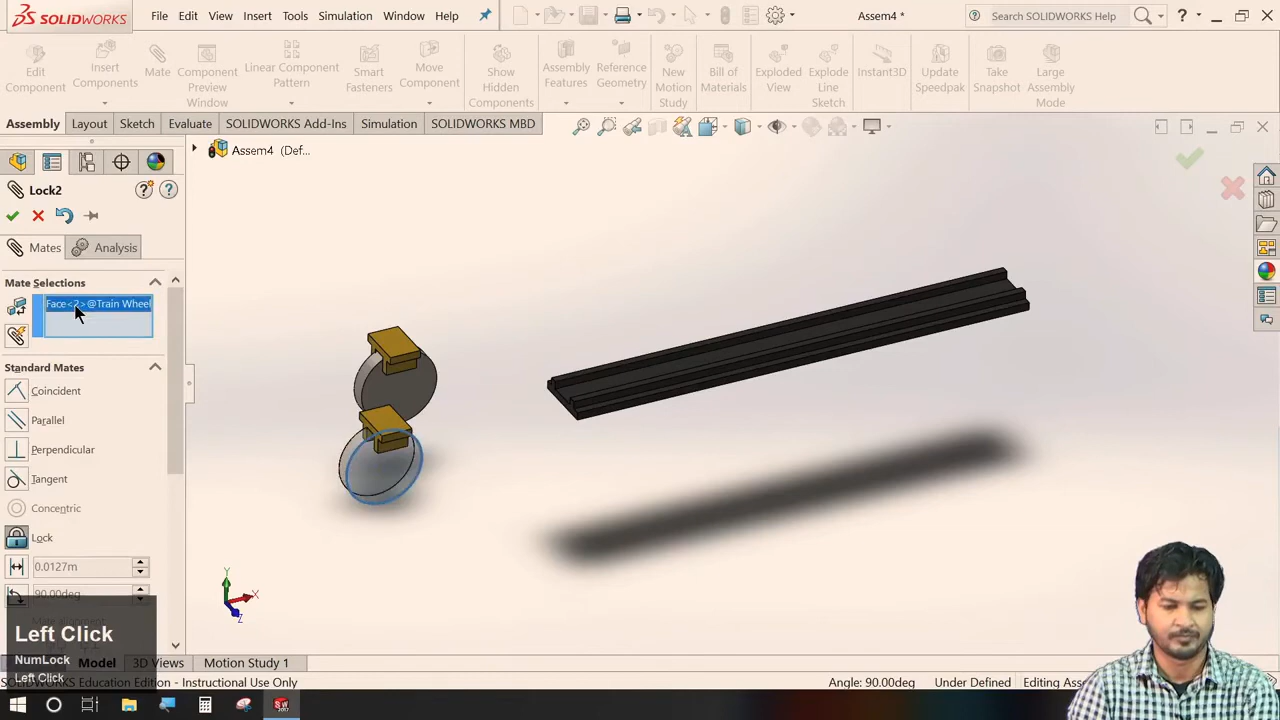 SOLIDWORKS File Edit View Insert Tools Simulation Window Help Assem4 * Search SOLIDWORKS Help ?
Edit Component
Insert Components
Mate
Component Preview Window
Linear Component Pattern
Smart Fasteners
Move Component
Show Hidden Components
Assembly Features
Reference Geometry
New Motion Study
Bill of Materials
Exploded View
Explode Line Sketch
Instant3D
Update Speedpak
Take Snapshot
Large Assembly Mode
Assembly Layout Sketch Evaluate SOLIDWORKS Add-Ins Simulation SOLIDWORKS MBD
Assem4 (Def...
Lock2
Mates Analysis
Mate Selections
Face<2>@Train Wheel
Standard Mates
Coincident
Parallel
Perpendicular
Tangent
Concentric
Lock
0.0127m
90.00deg
Y
X
Z
Left Click
NumLock
Left Click
Model 3D Views Motion Study 1
SOLIDWORKS Education Edition - Instructional Use Only Angle: 90.00deg Under Defined Editing Asse